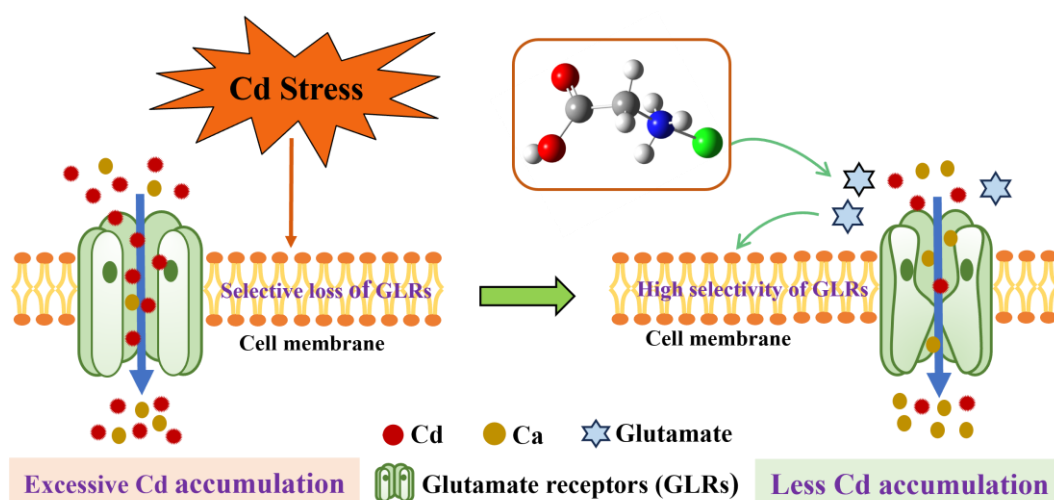 Cd Stress
Selective loss of GLRs
Cell membrane
High selectivity of GLRs
Cell membrane
Cd
Ca
Glutamate
Excessive Cd accumulation
Glutamate receptors (GLRs)
Less Cd accumulation